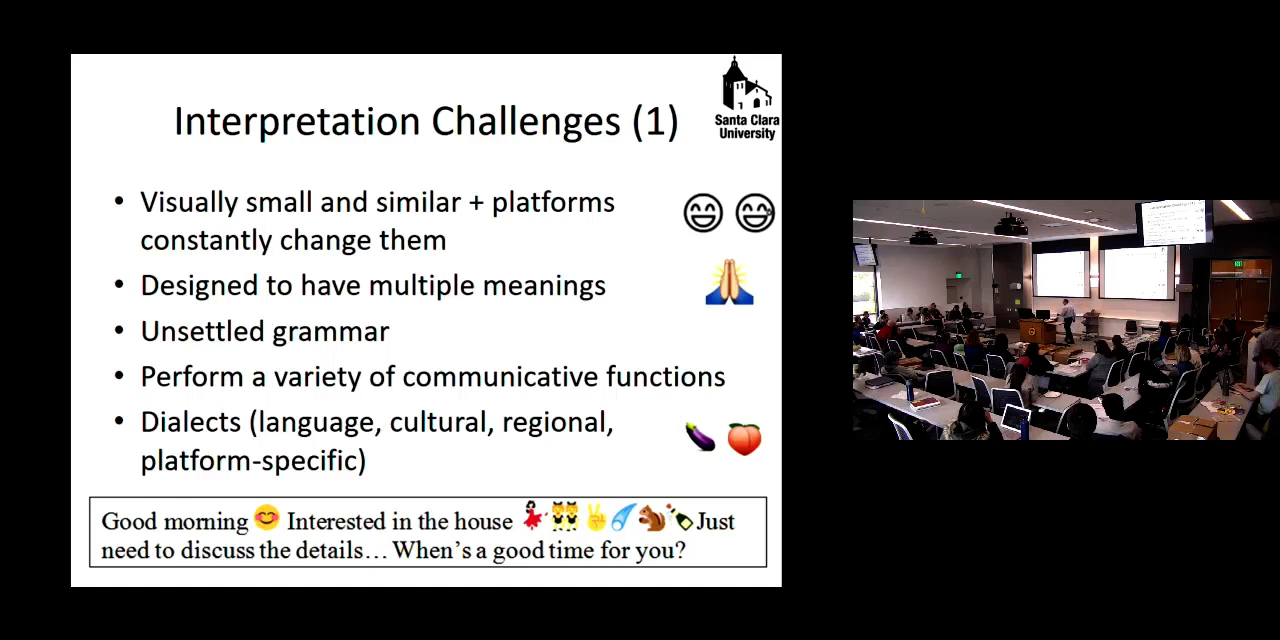 Santa Clara
University
Interpretation Challenges (1)
• Visually small and similar + platforms
constantly change them
• Designed to have multiple meanings
• Unsettled grammar
• Perform a variety of communicative functions
• Dialects (language, cultural, regional,
platform-specific)
Good morning 😊 Interested in the house 💃👯✌️☄️🐿️🍾 Just
need to discuss the details... When's a good time for you?